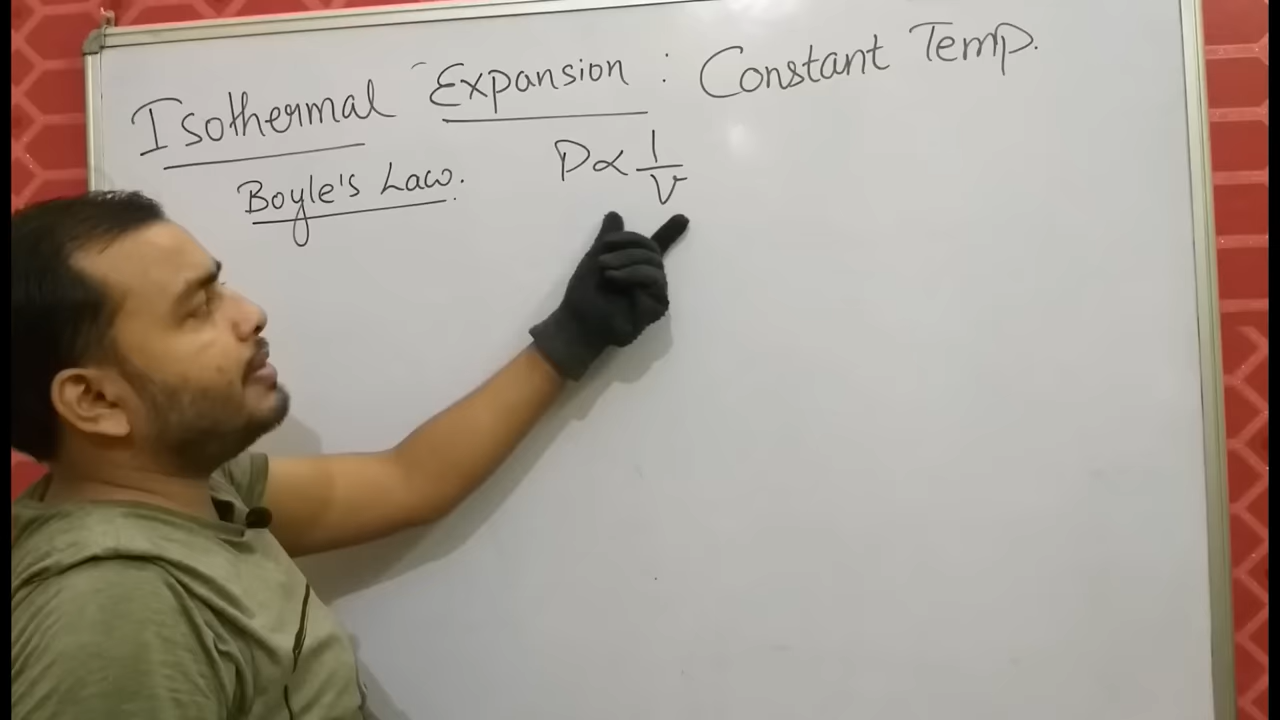 Isothermal Expansion : Constant Temp.
Boyle's Law. P ∝ 1/V